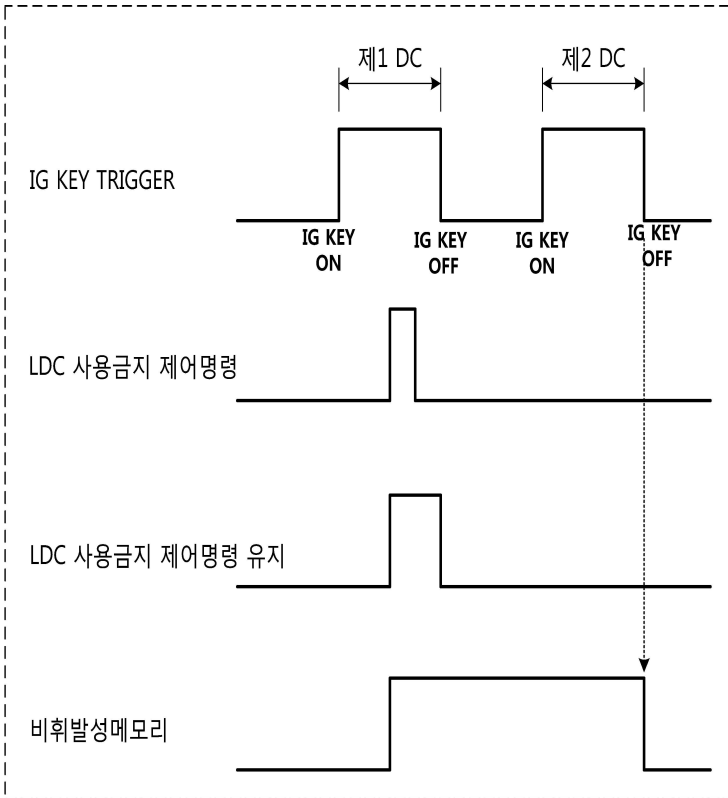 제1 DC
제2 DC
IG KEY TRIGGER
IG KEY
ON
IG KEY
OFF
IG KEY
ON
IG KEY
OFF
LDC 사용금지 제어명령
LDC 사용금지 제어명령 유지
비휘발성메모리